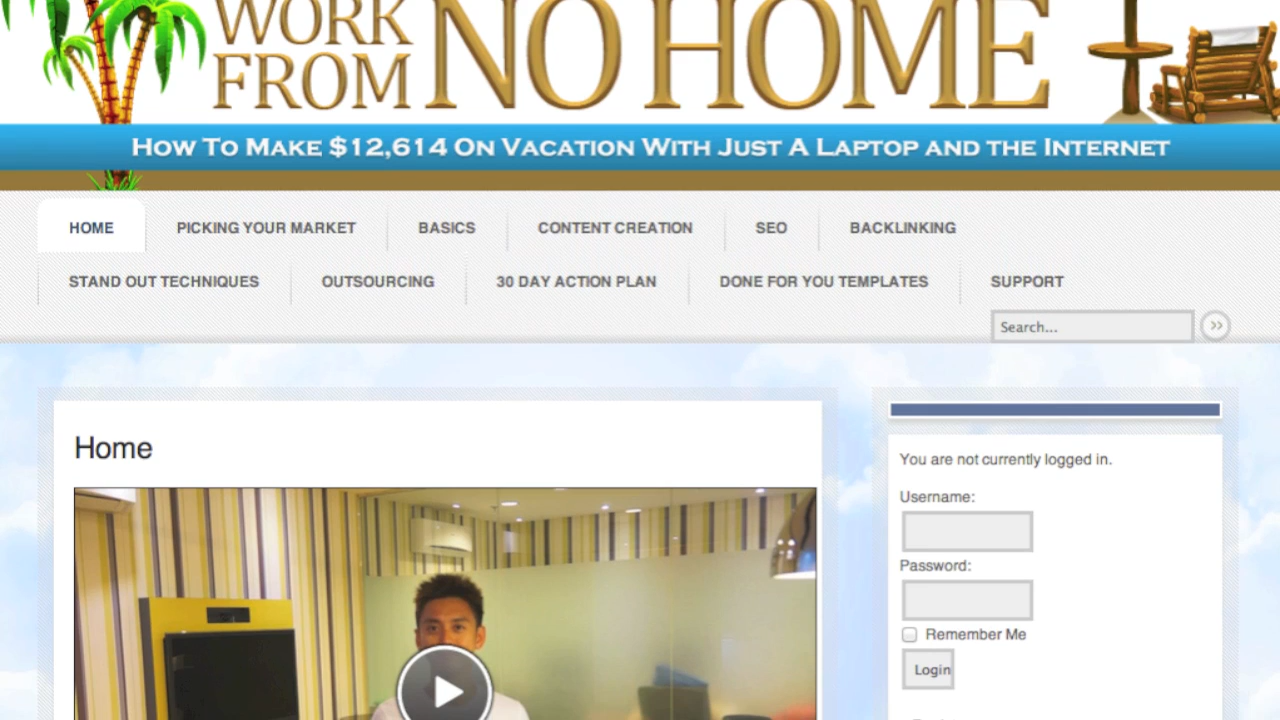 WORK
FROM NO HOME
How To Make $12,614 On Vacation With Just A Laptop and the Internet
HOME PICKING YOUR MARKET BASICS CONTENT CREATION SEO BACKLINKING
STAND OUT TECHNIQUES OUTSOURCING 30 DAY ACTION PLAN DONE FOR YOU TEMPLATES SUPPORT
Search... >>
Home
You are not currently logged in.
Username:
Password:
Remember Me
Login